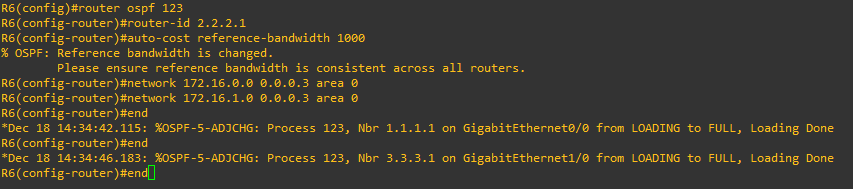 R6(config)#router ospf 123
R6(config-router)#router-id 2.2.2.1
R6(config-router)#auto-cost reference-bandwidth 1000
% OSPF: Reference bandwidth is changed.
        Please ensure reference bandwidth is consistent across all routers.
R6(config-router)#network 172.16.0.0 0.0.0.3 area 0
R6(config-router)#network 172.16.1.0 0.0.0.3 area 0
R6(config-router)#end
*Dec 18 14:34:42.115: %OSPF-5-ADJCHG: Process 123, Nbr 1.1.1.1 on GigabitEthernet0/0 from LOADING to FULL, Loading Done
R6(config-router)#end
*Dec 18 14:34:46.183: %OSPF-5-ADJCHG: Process 123, Nbr 3.3.3.1 on GigabitEthernet1/0 from LOADING to FULL, Loading Done
R6(config-router)#end